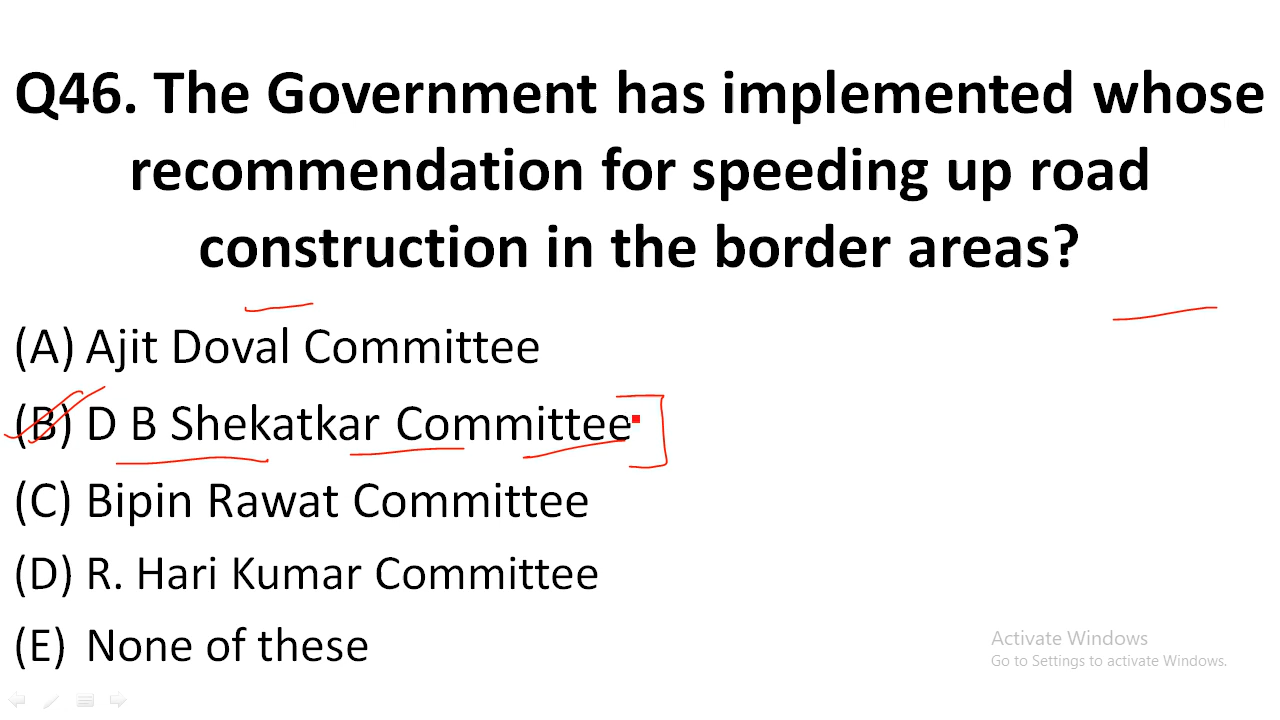 Q46. The Government has implemented whose
recommendation for speeding up road
construction in the border areas?
(A) Ajit Doval Committee
(B) D B Shekatkar Committee
(C) Bipin Rawat Committee
(D) R. Hari Kumar Committee
(E) None of these
Activate Windows
Go to Settings to activate Windows.